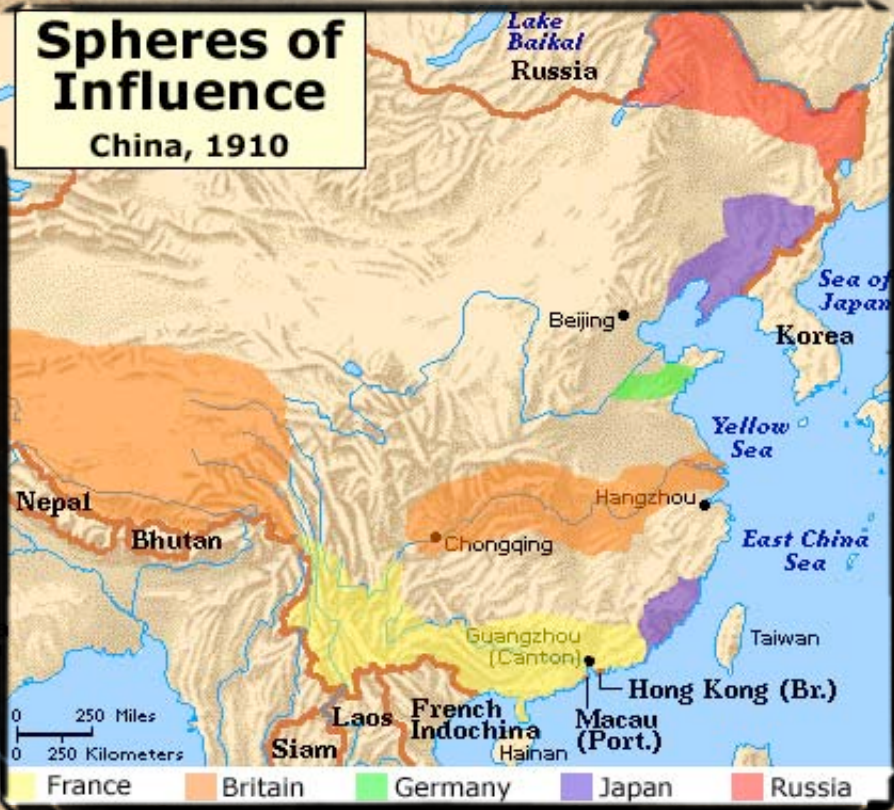 Spheres of
Influence
China, 1910
Lake
Baikal
Russia
Sea of
Japan
Beijing
Korea
Yellow
Sea
Nepal
Hangzhou
Bhutan
Chongqing
East China
Sea
Guangzhou
(Canton)
Taiwan
Hong Kong (Br.)
Laos
French
Indochina
Macau
(Port.)
Siam
Hainan
0 250 Miles
0 250 Kilometers
France Britain Germany Japan Russia